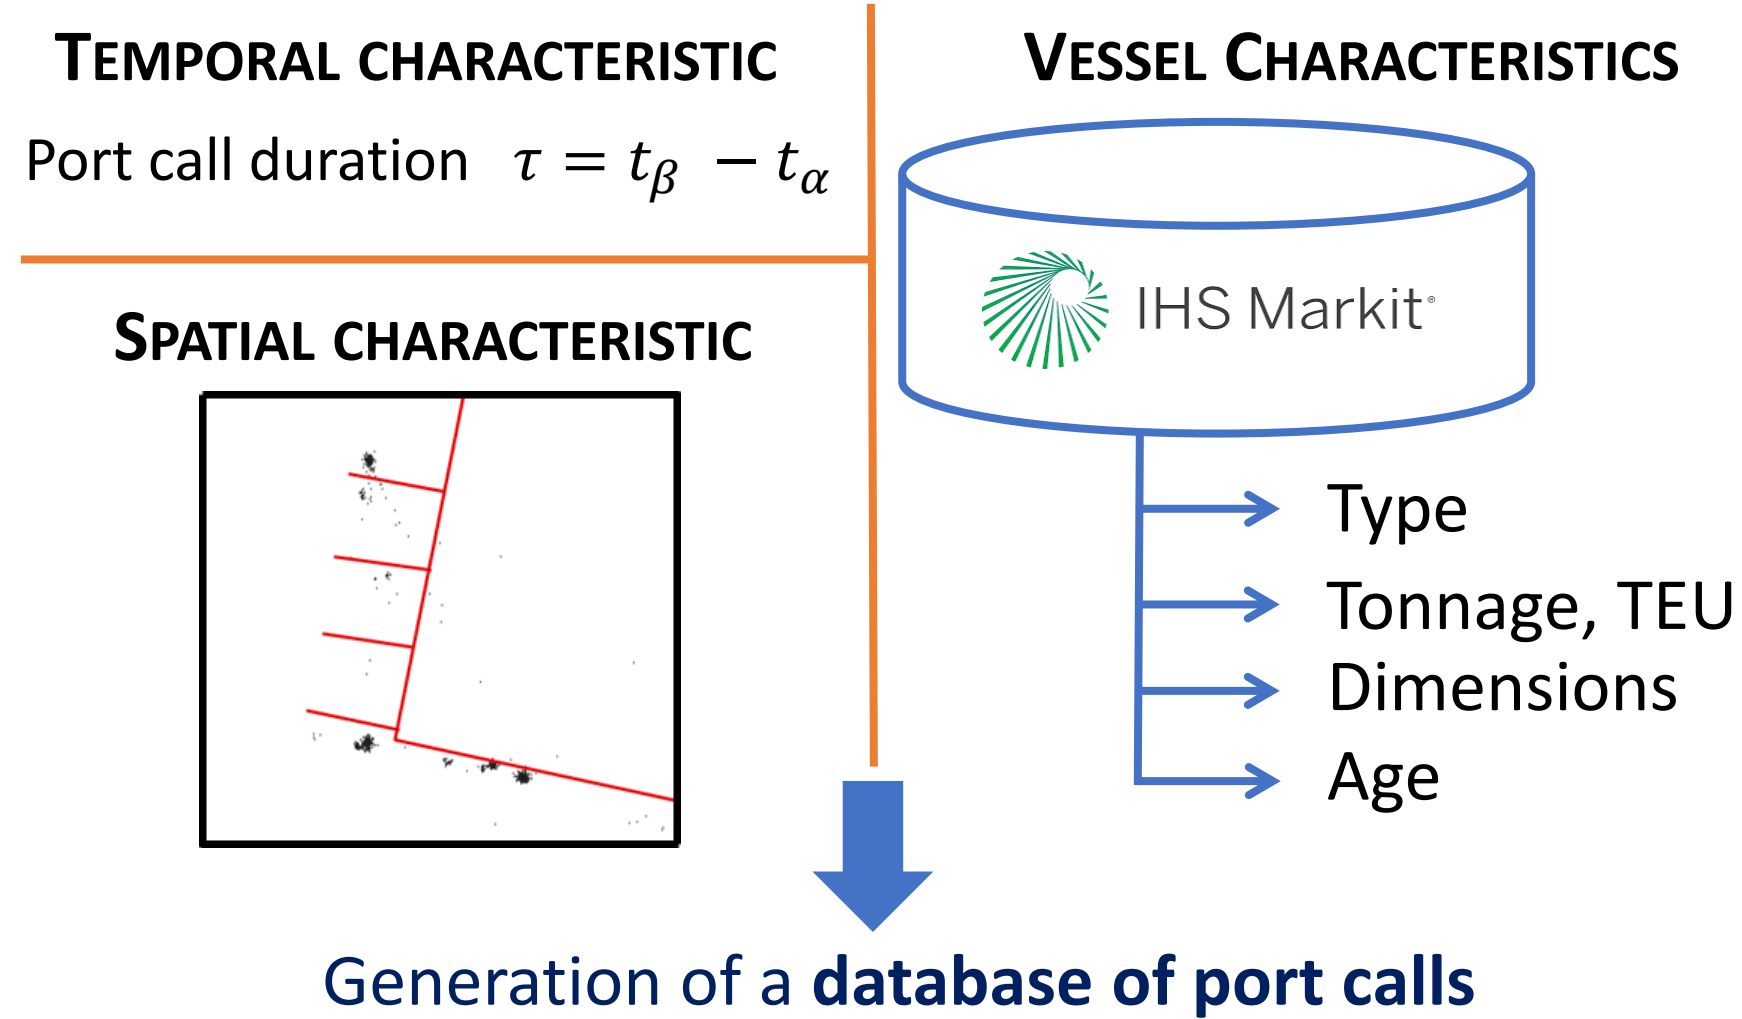 TEMPORAL CHARACTERISTIC
Port call duration τ = tβ − tα
SPATIAL CHARACTERISTIC
VESSEL CHARACTERISTICS
IHS Markit®
Type
Tonnage, TEU
Dimensions
Age
Generation of a database of port calls